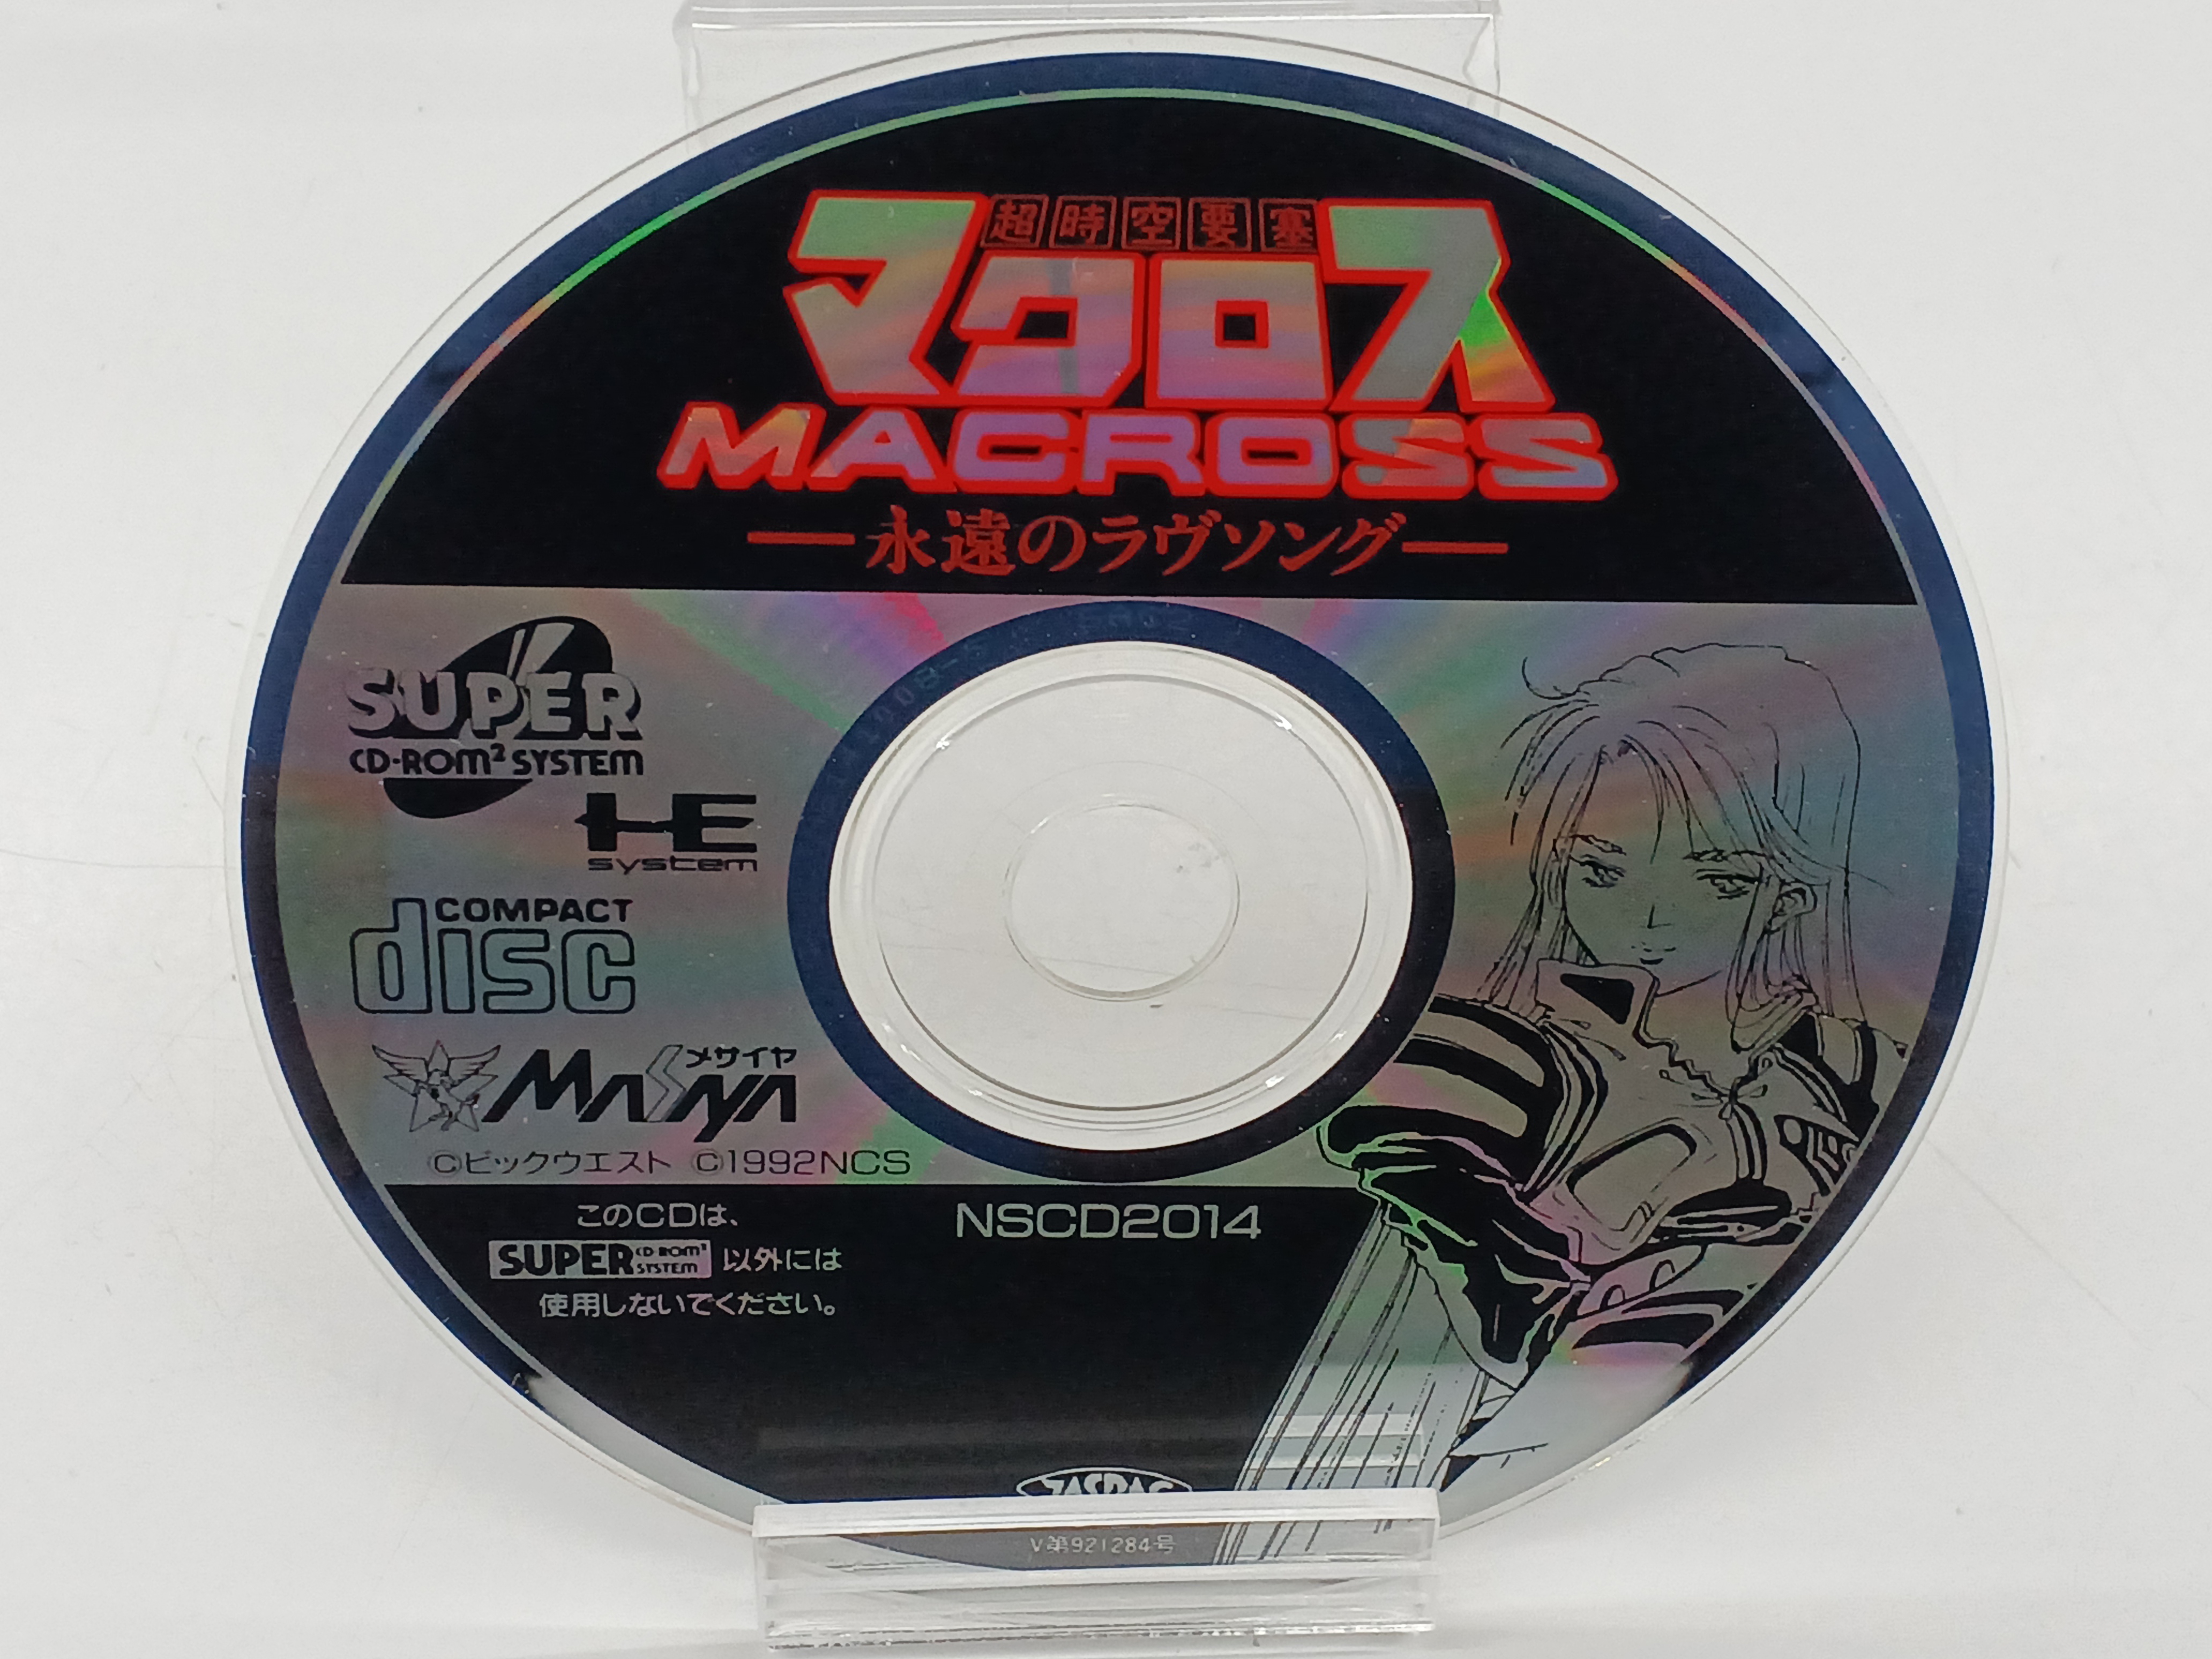 超時空要塞
マクロス
MACROSS
―永遠のラヴソング―
SUPER
CD-ROM² SYSTEM
HE
system
COMPACT
disc
メサイヤ
MASAYA
©ビックウエスト ©1992NCS
このCDは、
SUPER CD-ROM² SYSTEM 以外には
使用しないでください。
NSCD2014
JASRAC
V第921284号